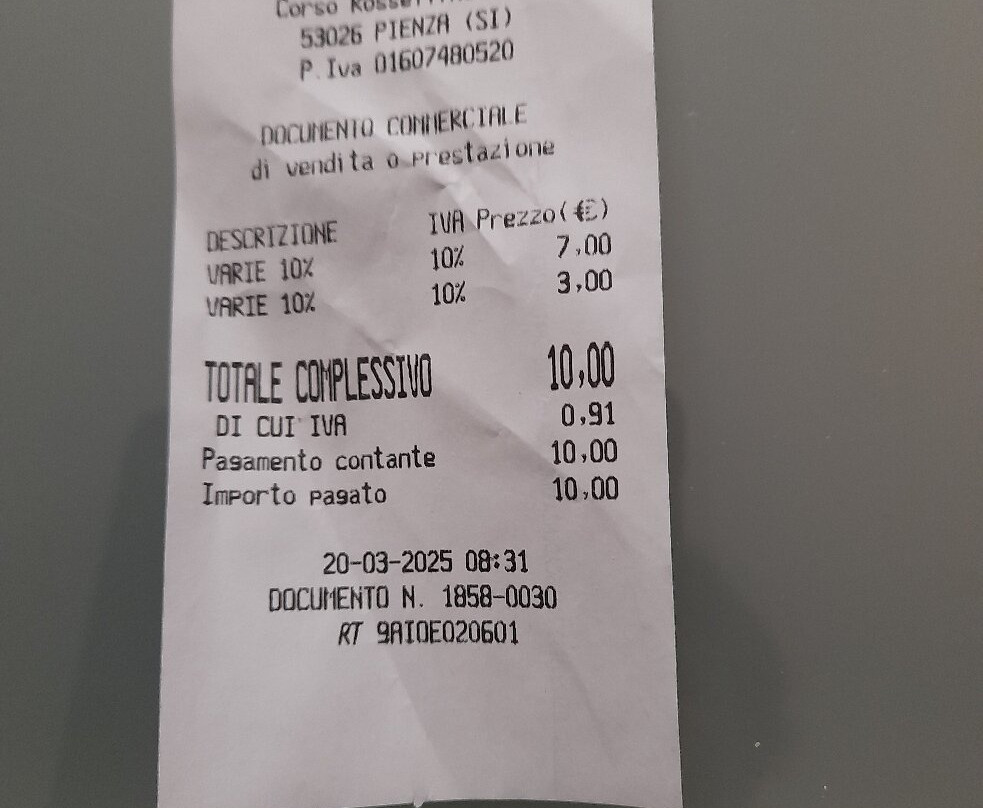 Corso
53026 PIENZA (SI)
P.Iva 01607480520
DOCUMENTO COMMERCIALE
di vendita o prestazione
DESCRIZIONE IVA Prezzo(€)
VARIE 10% 10% 7,00
VARIE 10% 10% 3,00
TOTALE COMPLESSIVO 10,00
DI CUI IVA 0,91
Pagamento contante 10,00
Importo pagato 10,00
20-03-2025 08:31
DOCUMENTO N. 1858-0030
RT 9AIOE020601